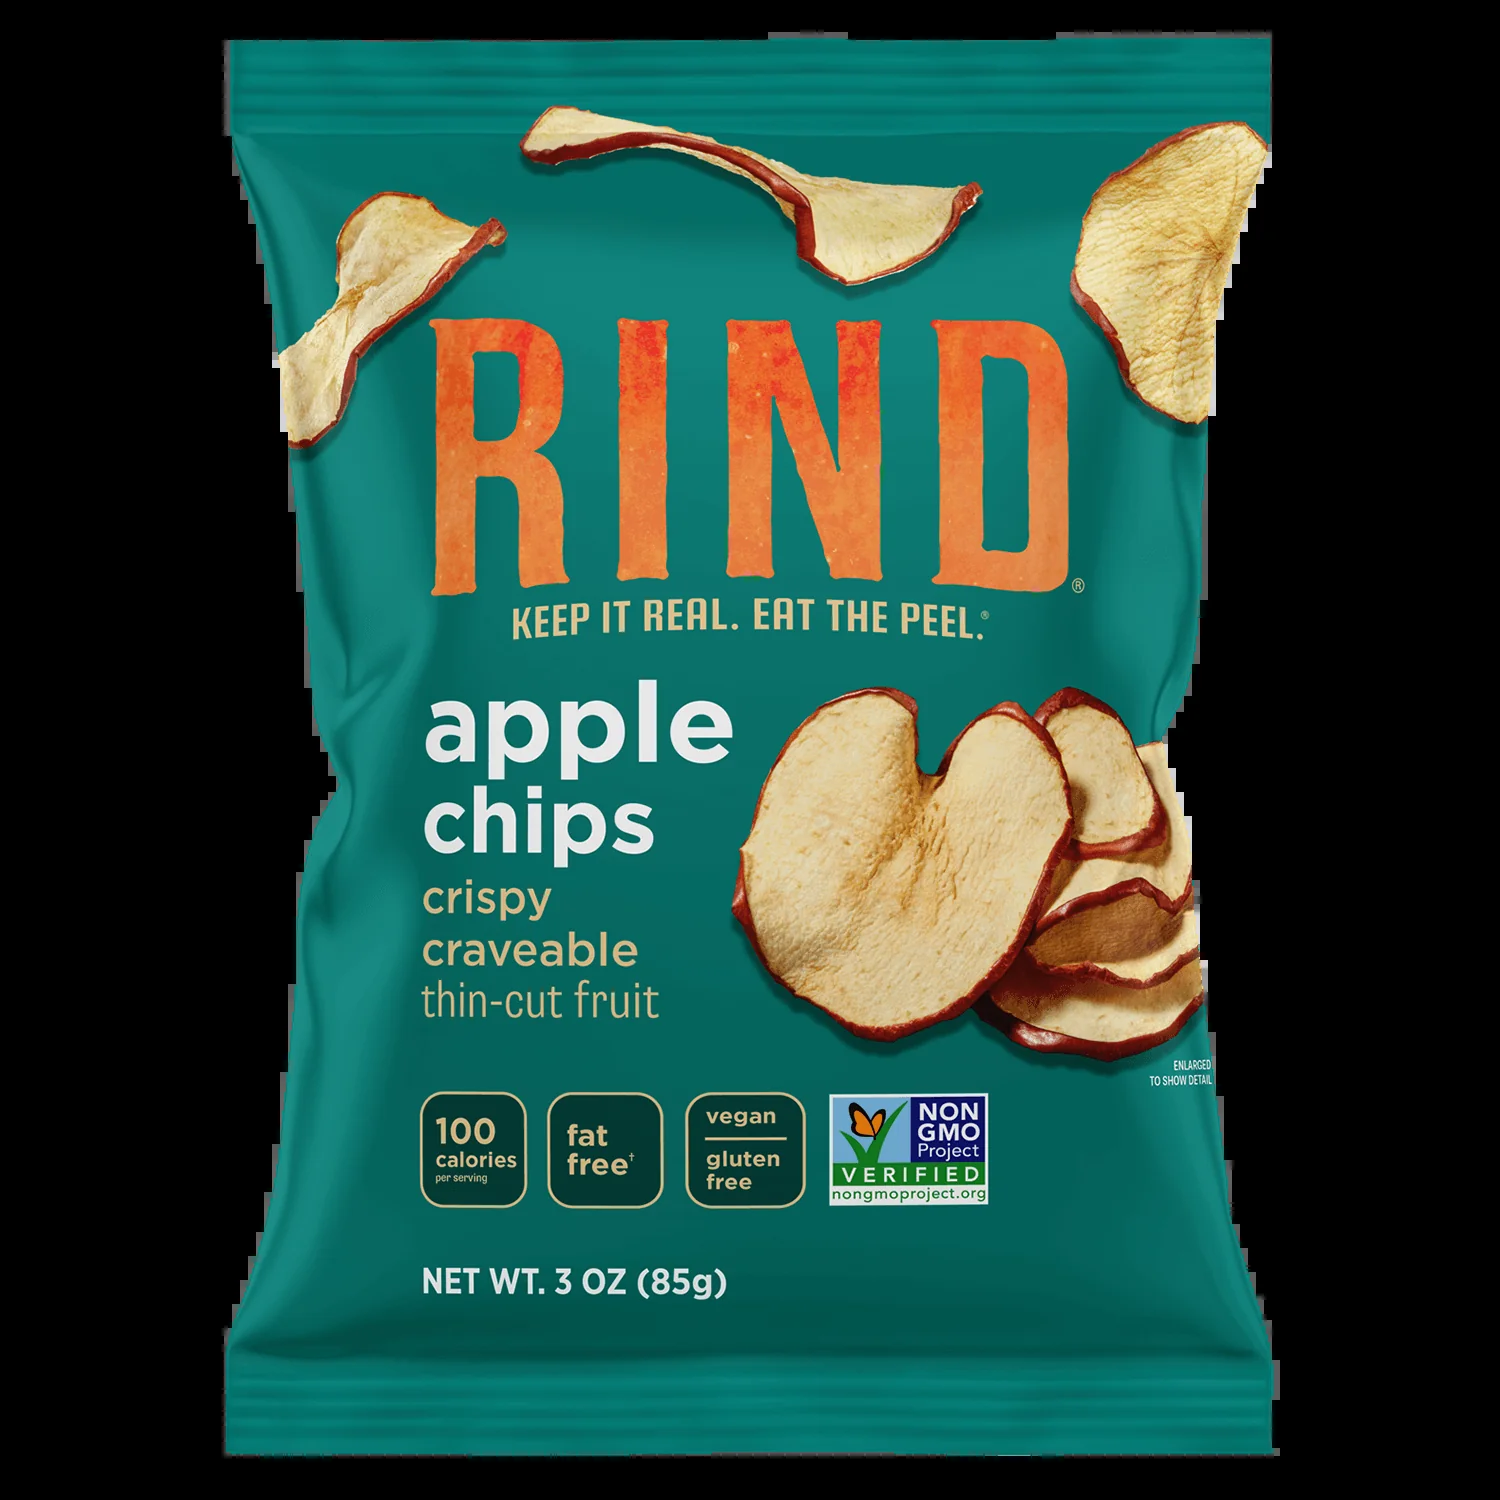 RIND®
KEEP IT REAL. EAT THE PEEL.®
apple
chips
crispy
craveable
thin-cut fruit
ENLARGED
TO SHOW DETAIL
100
calories
per serving
fat
free†
vegan
gluten
free
NON
GMO
Project
VERIFIED
nongmoproject.org
NET WT. 3 OZ (85g)